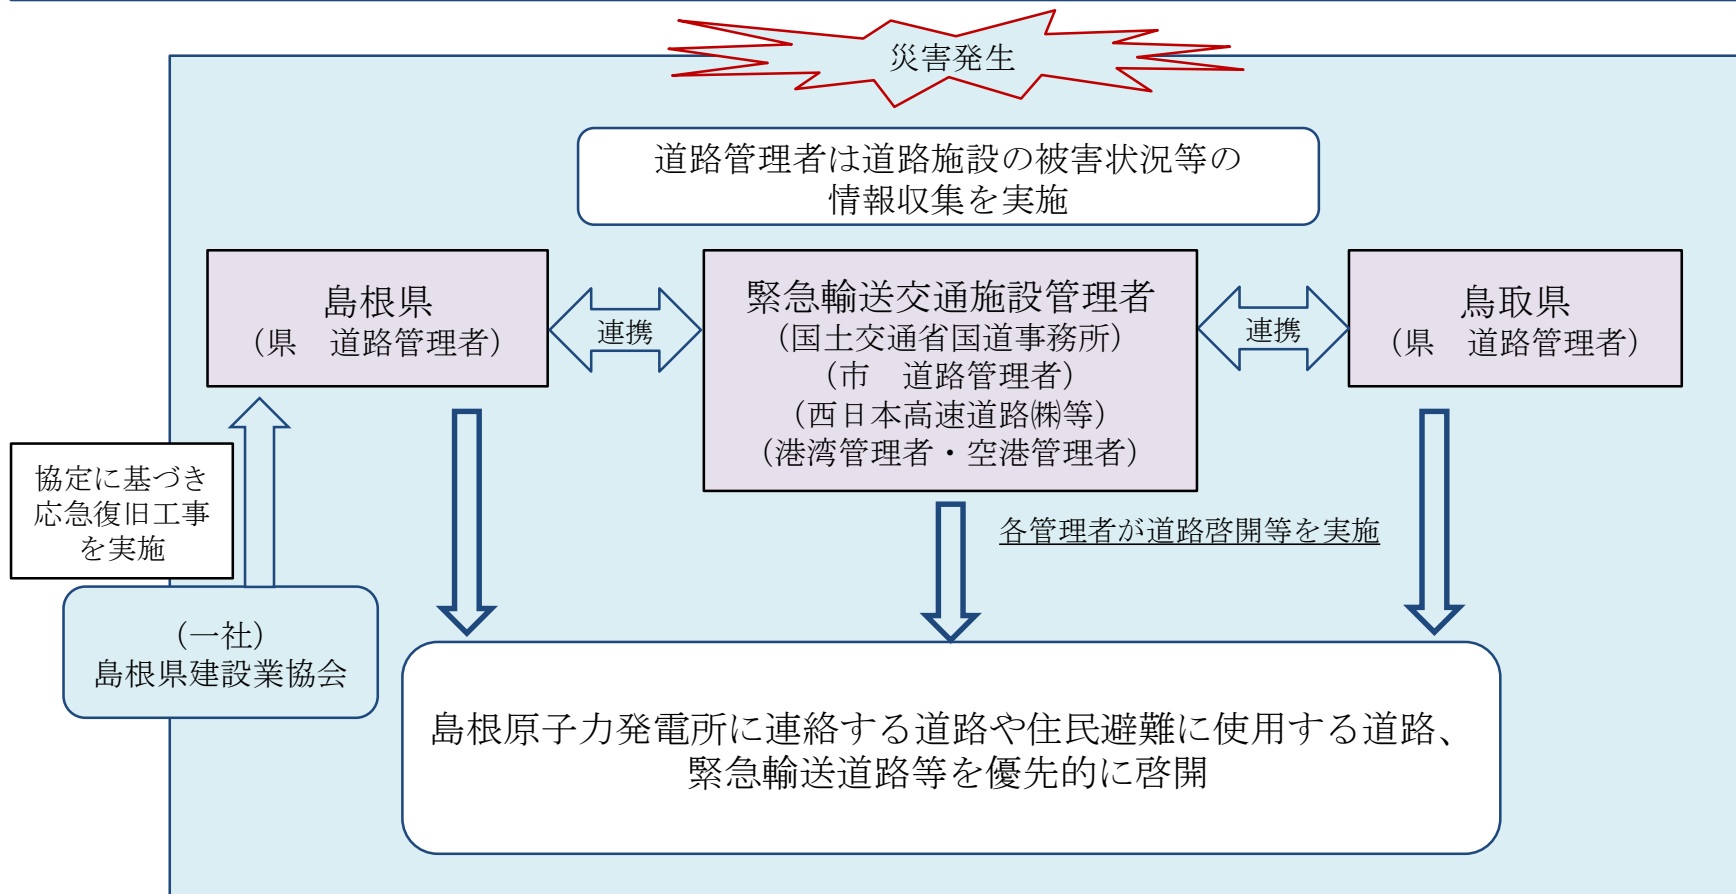 災害発生
道路管理者は道路施設の被害状況等の
情報収集を実施
島根県
（県　道路管理者）
連携
緊急輸送交通施設管理者
（国土交通省国道事務所）
（市　道路管理者）
（西日本高速道路㈱等）
（港湾管理者・空港管理者）
連携
鳥取県
（県　道路管理者）
協定に基づき
応急復旧工事
を実施
各管理者が道路啓開等を実施
（一社）
島根県建設業協会
島根原子力発電所に連絡する道路や住民避難に使用する道路、
緊急輸送道路等を優先的に啓開